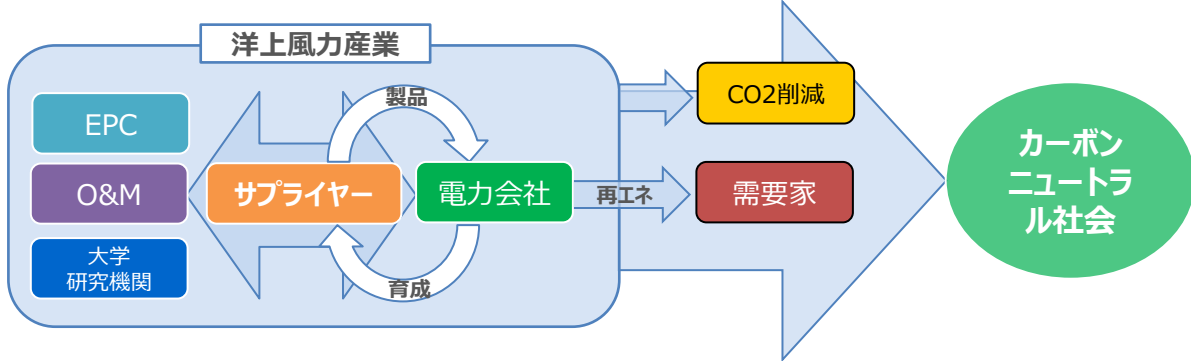 洋上風力産業
製品
EPC
O&M
大学
研究機関
サプライヤー
電力会社
育成
再エネ
CO2削減
需要家
カーボン
ニュートラ
ル社会